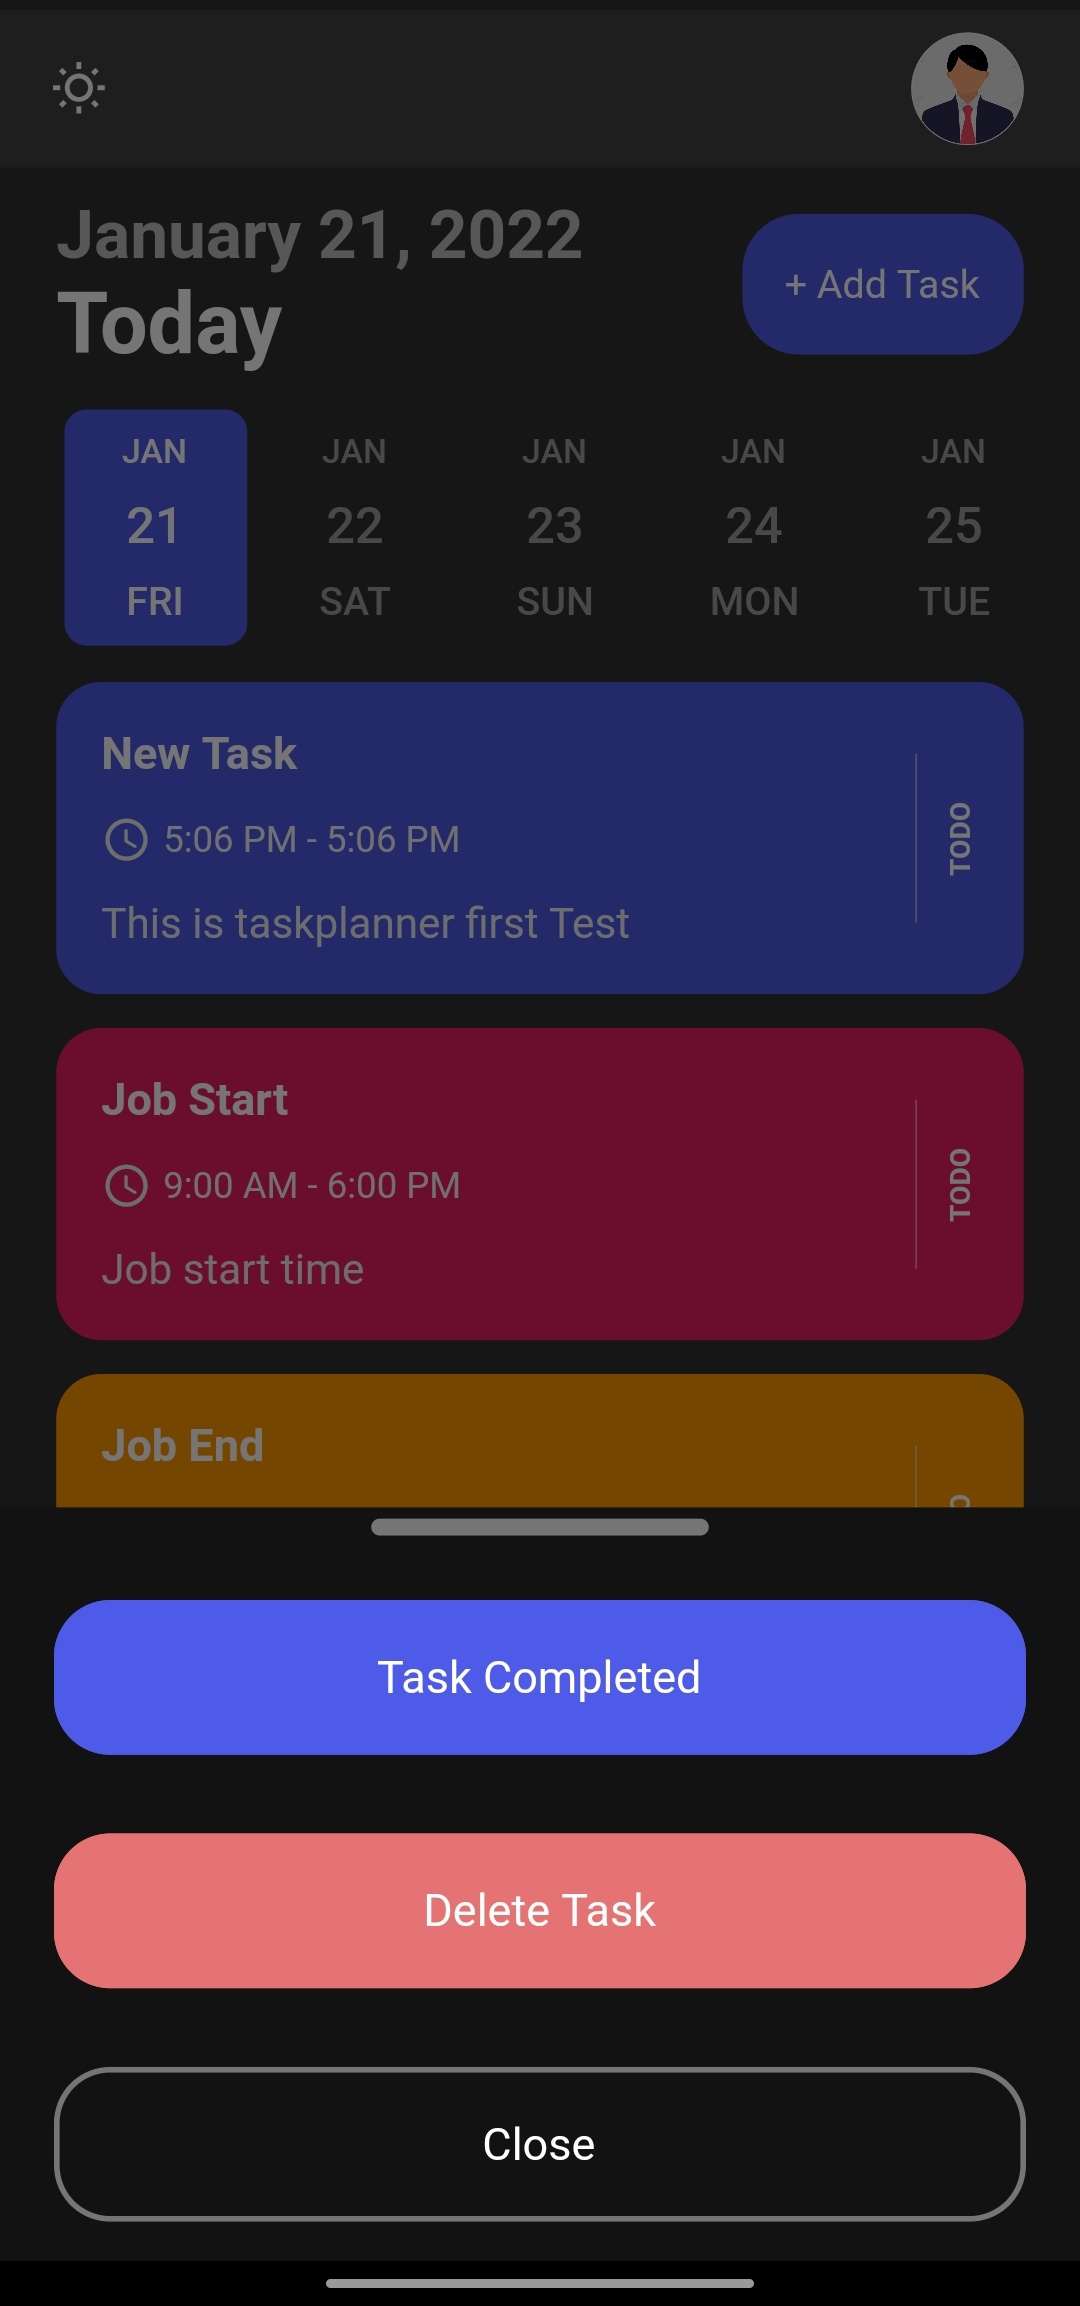 January 21, 2022
Today
+ Add Task
JAN JAN JAN JAN JAN
21 22 23 24 25
FRI SAT SUN MON TUE
New Task
5:06 PM - 5:06 PM
This is taskplanner first Test
TODO
Job Start
9:00 AM - 6:00 PM
Job start time
TODO
Job End
Task Completed
Delete Task
Close